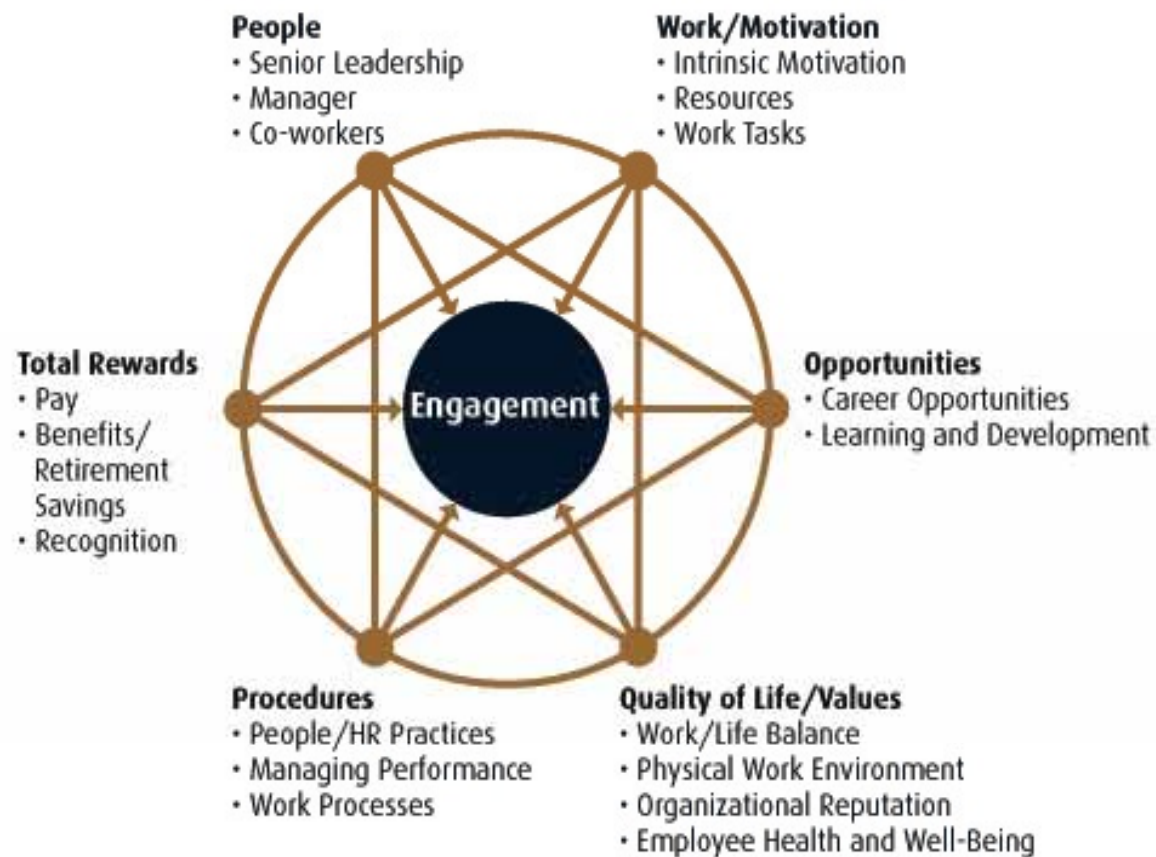 People
• Senior Leadership
• Manager
• Co-workers
Work/Motivation
• Intrinsic Motivation
• Resources
• Work Tasks
Total Rewards
• Pay
• Benefits/
Retirement
Savings
• Recognition
Engagement
Opportunities
• Career Opportunities
• Learning and Development
Procedures
• People/HR Practices
• Managing Performance
• Work Processes
Quality of Life/Values
• Work/Life Balance
• Physical Work Environment
• Organizational Reputation
• Employee Health and Well-Being